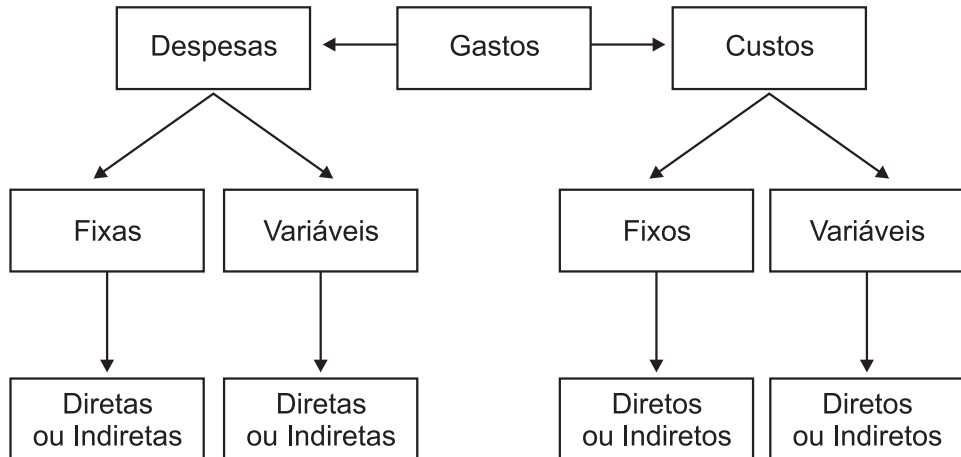 Despesas
Gastos
Custos
Fixas
Variáveis
Fixos
Variáveis
Diretas
ou Indiretas
Diretas
ou Indiretas
Diretos
ou Indiretos
Diretos
ou Indiretos